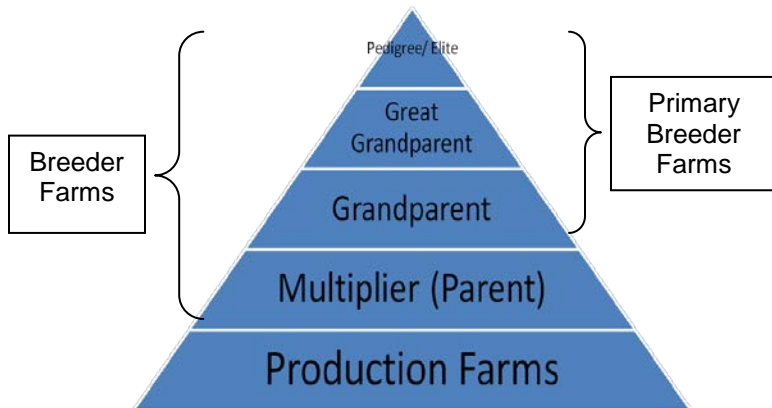 Pedigree/ Elite
Great
Grandparent
Grandparent
Multiplier (Parent)
Production Farms
Breeder
Farms
Primary
Breeder
Farms